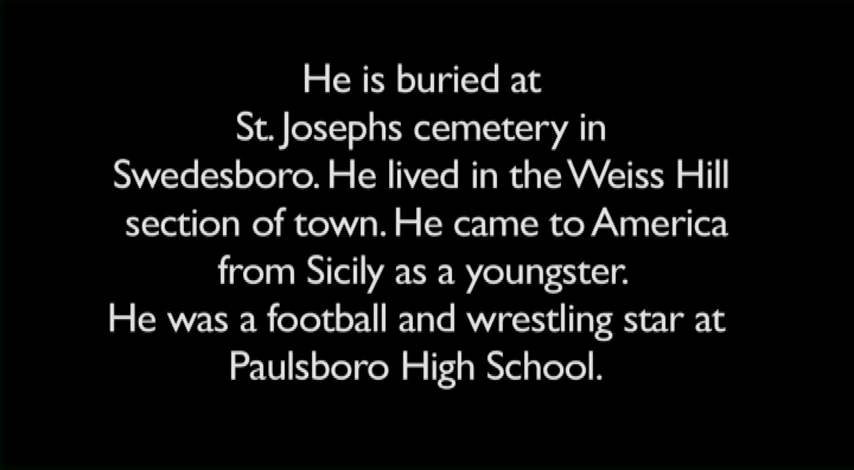 He is buried at
St. Josephs cemetery in
Swedesboro. He lived in the Weiss Hill
section of town. He came to America
from Sicily as a youngster.
He was a football and wrestling star at
Paulsboro High School.